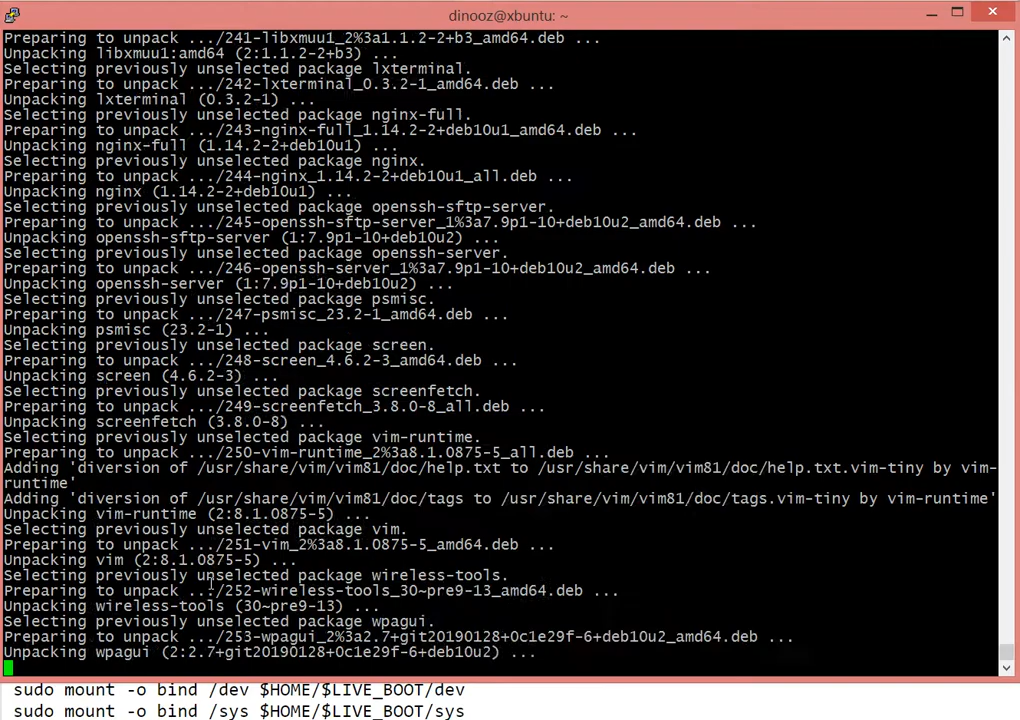 dinooz@xbuntu: ~
Preparing to unpack .../241-libxmuu1_2%3a1.1.2-2+b3_amd64.deb ...
Unpacking libxmuu1:amd64 (2:1.1.2-2+b3) ...
Selecting previously unselected package lxterminal.
Preparing to unpack .../242-lxterminal_0.3.2-1_amd64.deb ...
Unpacking lxterminal (0.3.2-1) ...
Selecting previously unselected package nginx-full.
Preparing to unpack .../243-nginx-full_1.14.2-2+deb10u1_amd64.deb ...
Unpacking nginx-full (1.14.2-2+deb10u1) ...
Selecting previously unselected package nginx.
Preparing to unpack .../244-nginx_1.14.2-2+deb10u1_all.deb ...
Unpacking nginx (1.14.2-2+deb10u1) ...
Selecting previously unselected package openssh-sftp-server.
Preparing to unpack .../245-openssh-sftp-server_1%3a7.9p1-10+deb10u2_amd64.deb ...
Unpacking openssh-sftp-server (1:7.9p1-10+deb10u2) ...
Selecting previously unselected package openssh-server.
Preparing to unpack .../246-openssh-server_1%3a7.9p1-10+deb10u2_amd64.deb ...
Unpacking openssh-server (1:7.9p1-10+deb10u2) ...
Selecting previously unselected package psmisc.
Preparing to unpack .../247-psmisc_23.2-1_amd64.deb ...
Unpacking psmisc (23.2-1) ...
Selecting previously unselected package screen.
Preparing to unpack .../248-screen_4.6.2-3_amd64.deb ...
Unpacking screen (4.6.2-3) ...
Selecting previously unselected package screenfetch.
Preparing to unpack .../249-screenfetch_3.8.0-8_all.deb ...
Unpacking screenfetch (3.8.0-8) ...
Selecting previously unselected package vim-runtime.
Preparing to unpack .../250-vim-runtime_2%3a8.1.0875-5_all.deb ...
Adding 'diversion of /usr/share/vim/vim81/doc/help.txt to /usr/share/vim/vim81/doc/help.txt.vim-tiny by vim-
runtime'
Adding 'diversion of /usr/share/vim/vim81/doc/tags to /usr/share/vim/vim81/doc/tags.vim-tiny by vim-runtime'
Unpacking vim-runtime (2:8.1.0875-5) ...
Selecting previously unselected package vim.
Preparing to unpack .../251-vim_2%3a8.1.0875-5_amd64.deb ...
Unpacking vim (2:8.1.0875-5) ...
Selecting previously unselected package wireless-tools.
Preparing to unpack .../252-wireless-tools_30~pre9-13_amd64.deb ...
Unpacking wireless-tools (30~pre9-13) ...
Selecting previously unselected package wpagui.
Preparing to unpack .../253-wpagui_2%3a2.7+git20190128+0c1e29f-6+deb10u2_amd64.deb ...
Unpacking wpagui (2:2.7+git20190128+0c1e29f-6+deb10u2) ...
sudo mount -o bind /dev $HOME/$LIVE_BOOT/dev
sudo mount -o bind /sys $HOME/$LIVE_BOOT/sys